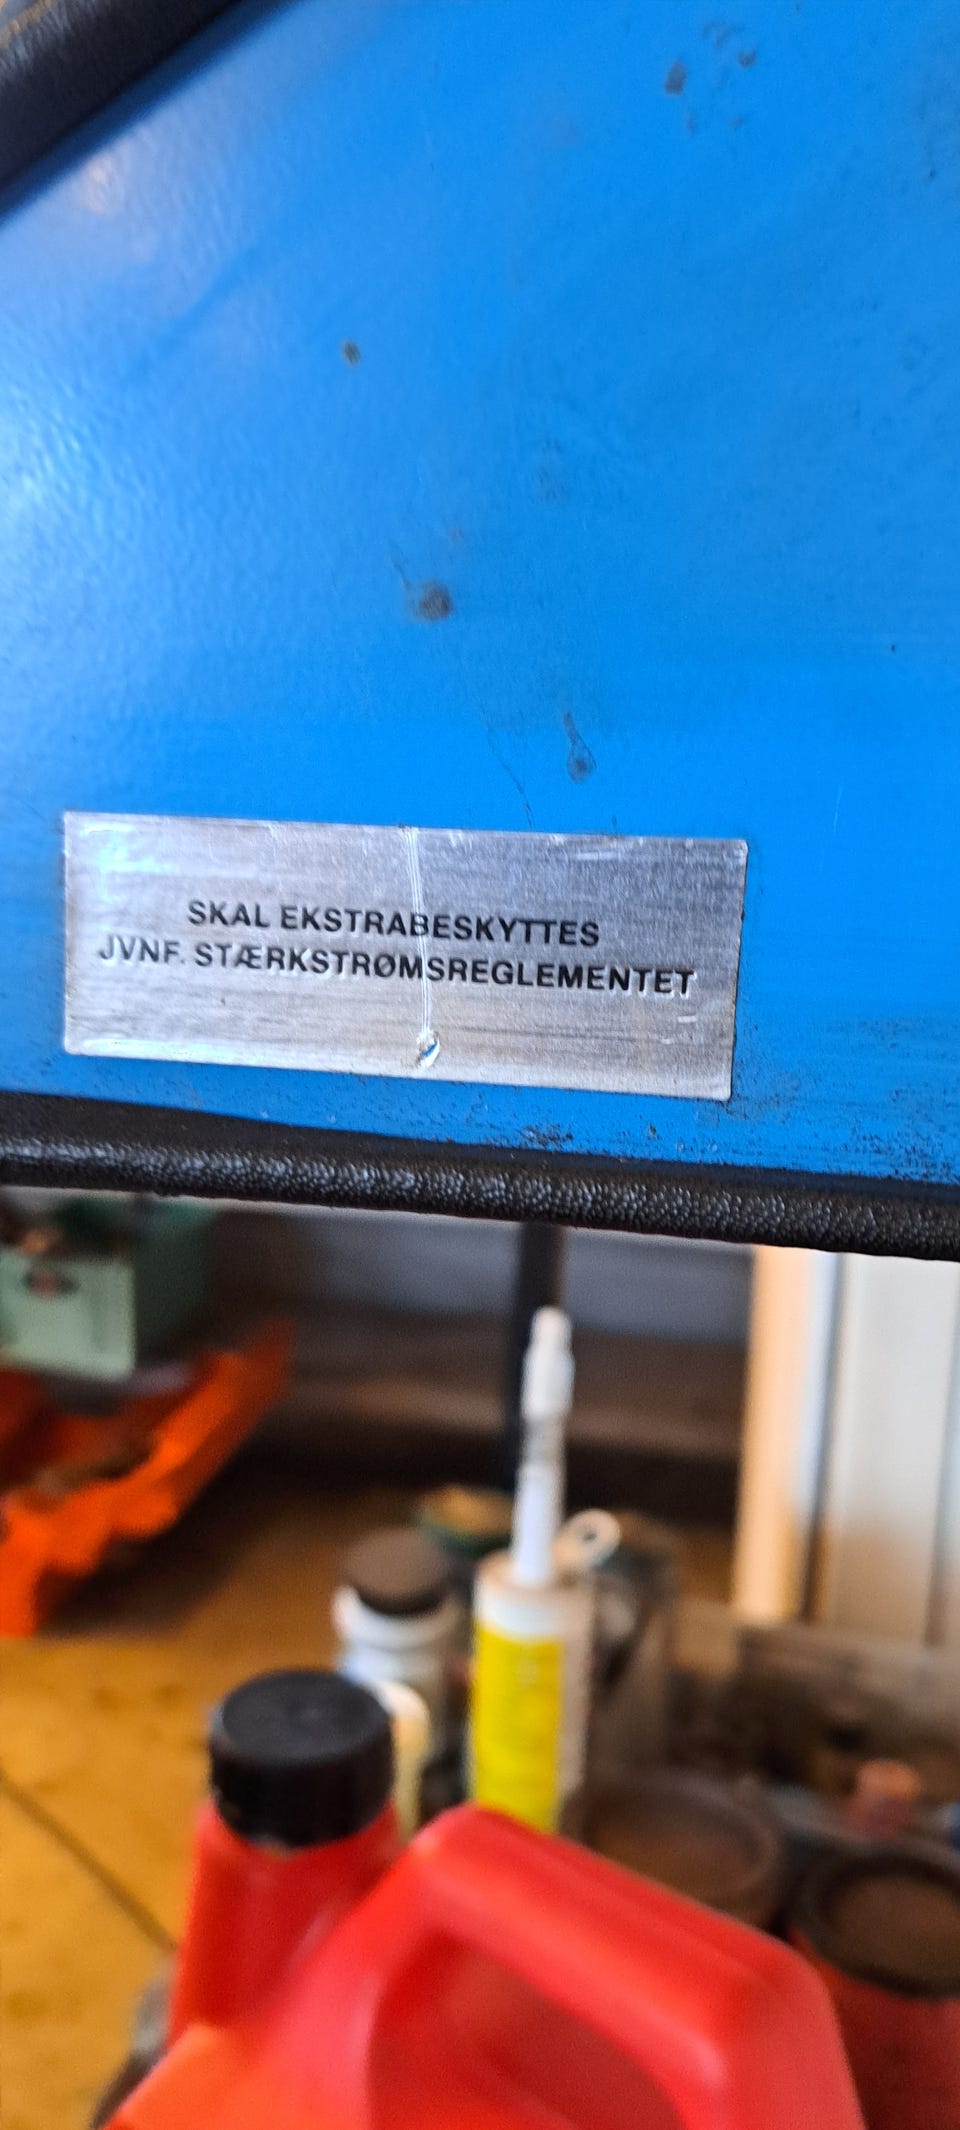 SKAL EKSTRABESKYTTES
JVNF. STÆRKSTRØMSREGLEMENTET